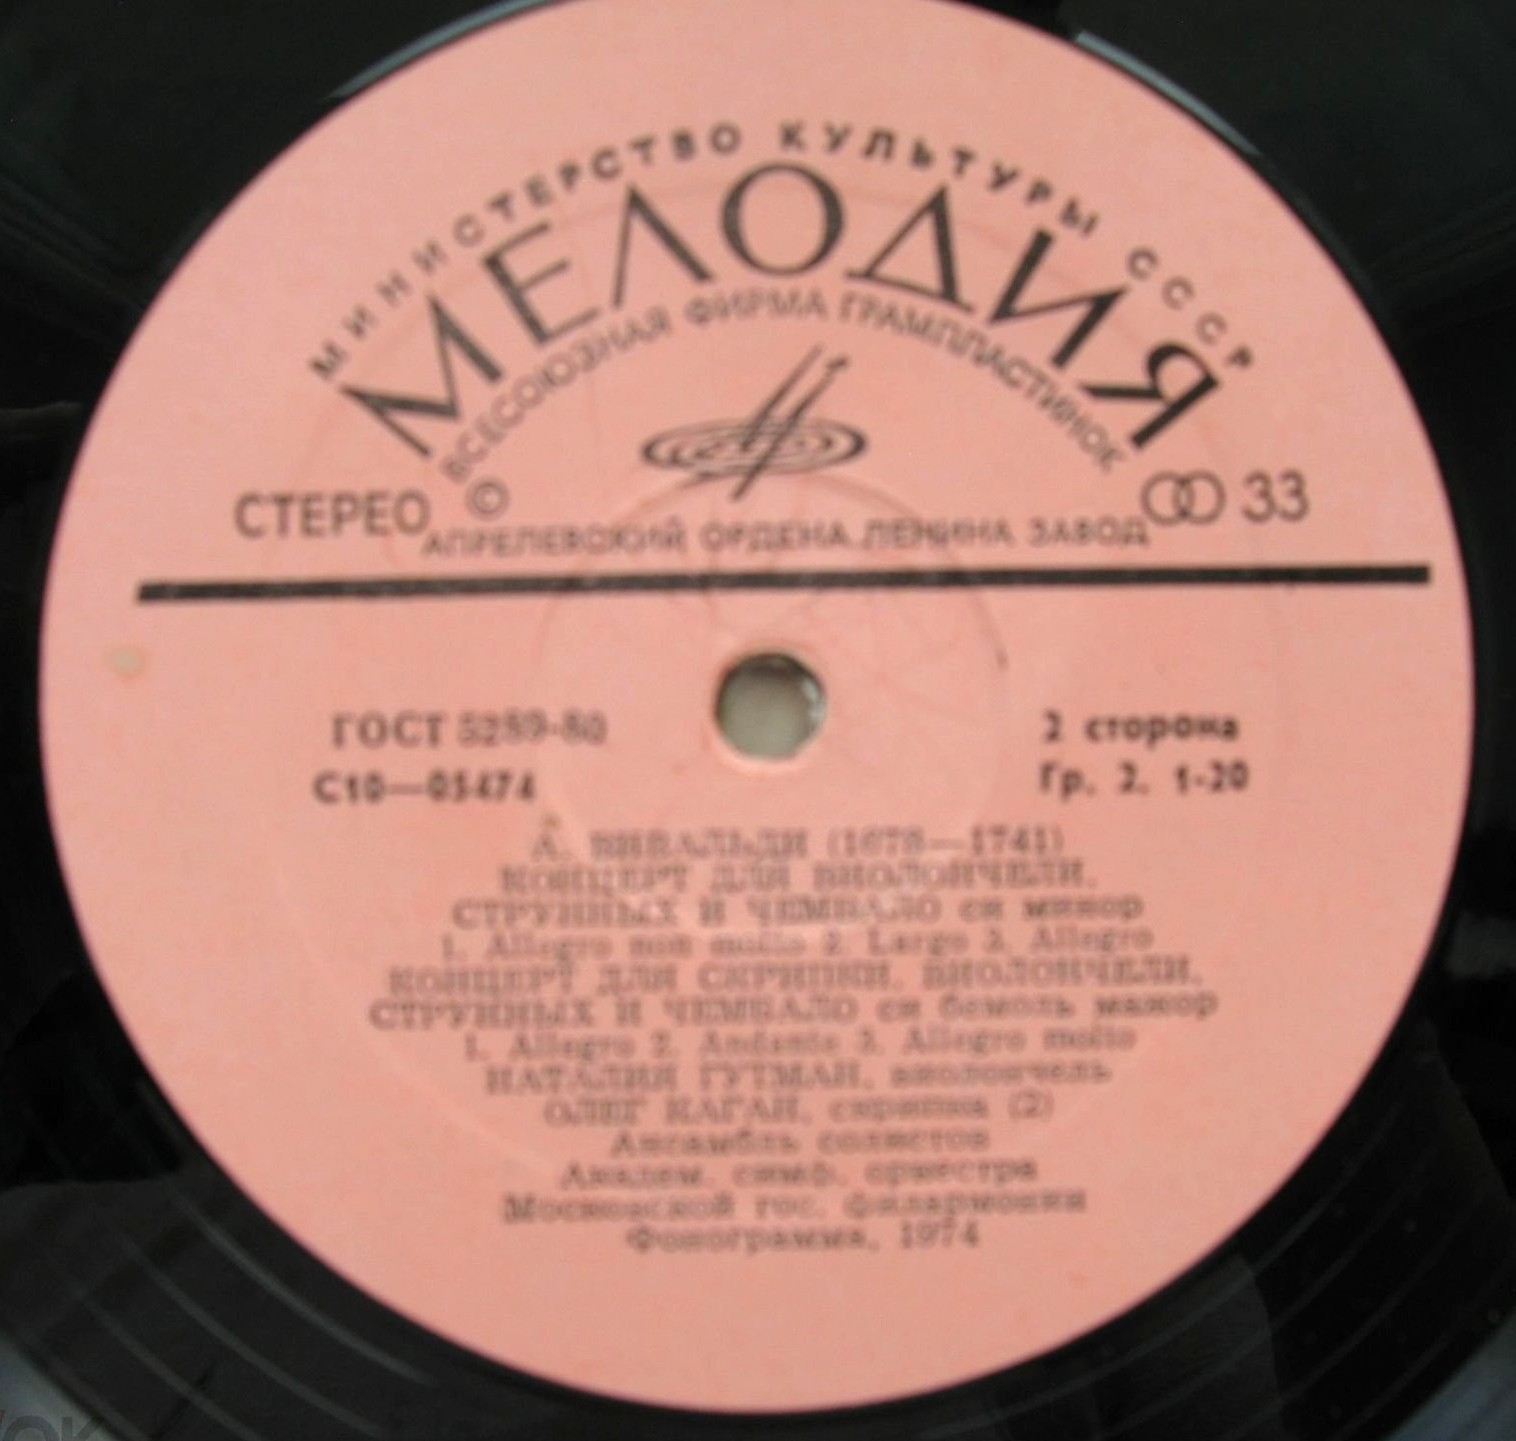 МИНИСТЕРСТВО КУЛЬТУРЫ СССР
МЕЛОДИЯ
ВСЕСОЮЗНАЯ ФИРМА ГРАМПЛАСТИНОК
СТЕРЕО © 33
АПРЕЛЕВСКИЙ ОРДЕНА ЛЕНИНА ЗАВОД
ГОСТ 5289-80 2 сторона
С10—05474 Гр. 2. 1-20
А. ВИВАЛЬДИ (1678—1741)
КОНЦЕРТ ДЛЯ ВИОЛОНЧЕЛИ,
СТРУННЫХ И ЧЕМБАЛО си минор
1. Allegro non molto 2. Largo 3. Allegro
КОНЦЕРТ ДЛЯ СКРИПКИ, ВИОЛОНЧЕЛИ,
СТРУННЫХ И ЧЕМБАЛО си бемоль мажор
1. Allegro 2. Andante 3. Allegro molto
НАТАЛИЯ ГУТМАН, виолончель
ОЛЕГ КАГАН, скрипка (2)
Ансамбль солистов
Академ. симф. оркестра
Московской гос. филармонии
Фонограмма, 1974